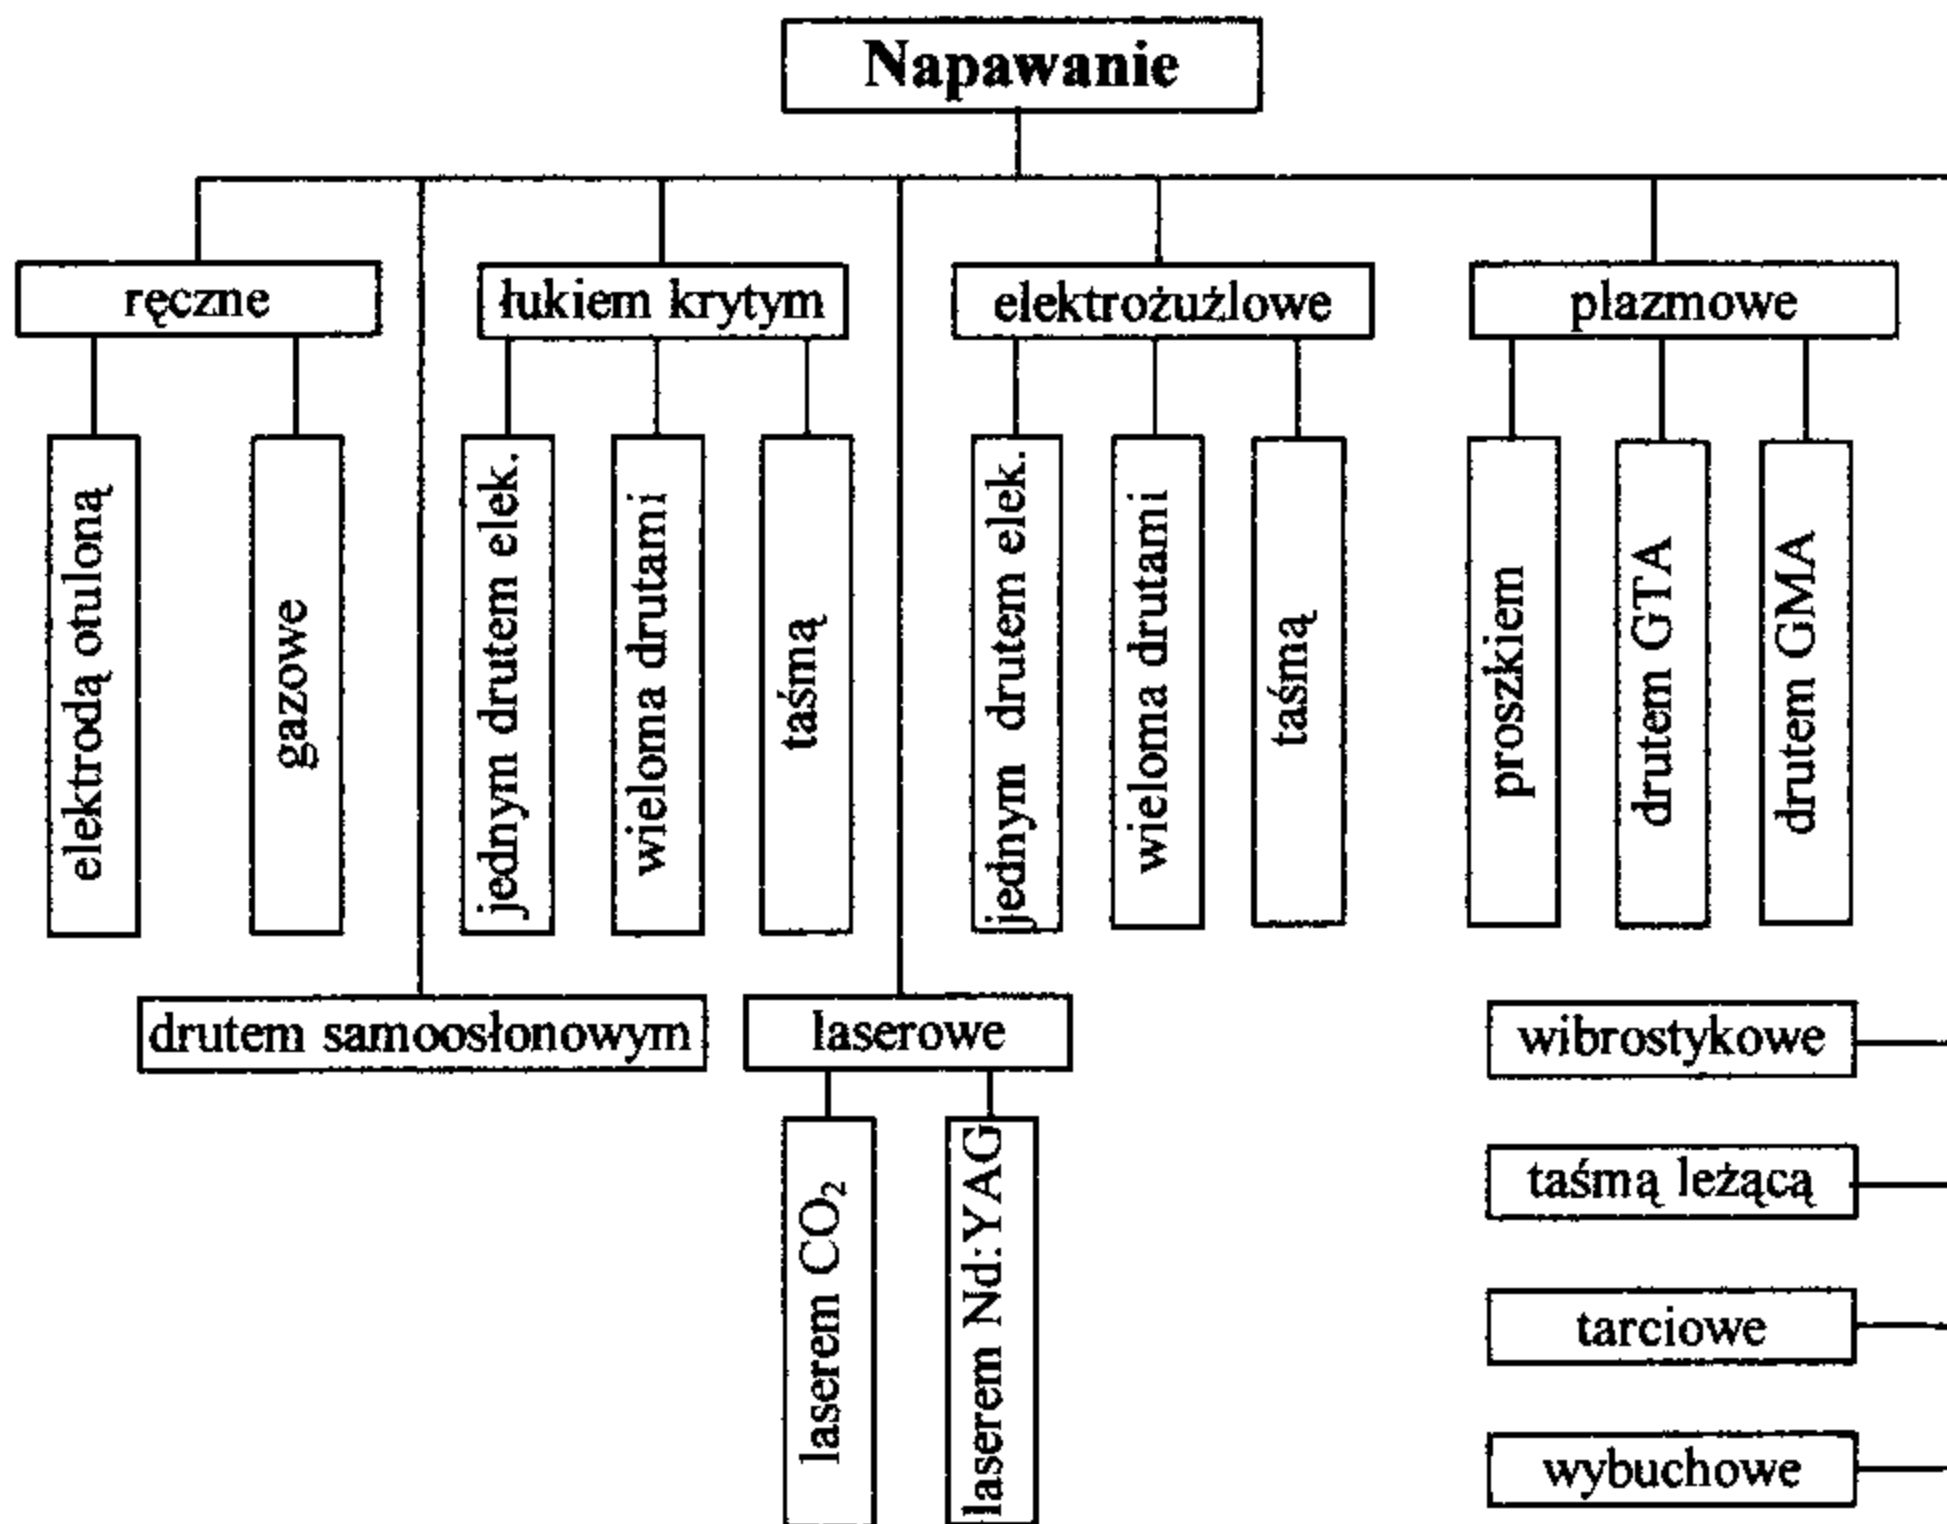 Napawanie
ręczne
łukiem krytym
elektrożużlowe
plazmowe
elektrodą otuloną
gazowe
jednym drutem elek.
wieloma drutami
taśmą
jednym drutem elek.
wieloma drutami
taśmą
proszkiem
drutem GTA
drutem GMA
drutem samoosłonowym
laserowe
laserem CO₂
laserem Nd:YAG
wibrostykowe
taśmą leżącą
tarciowe
wybuchowe